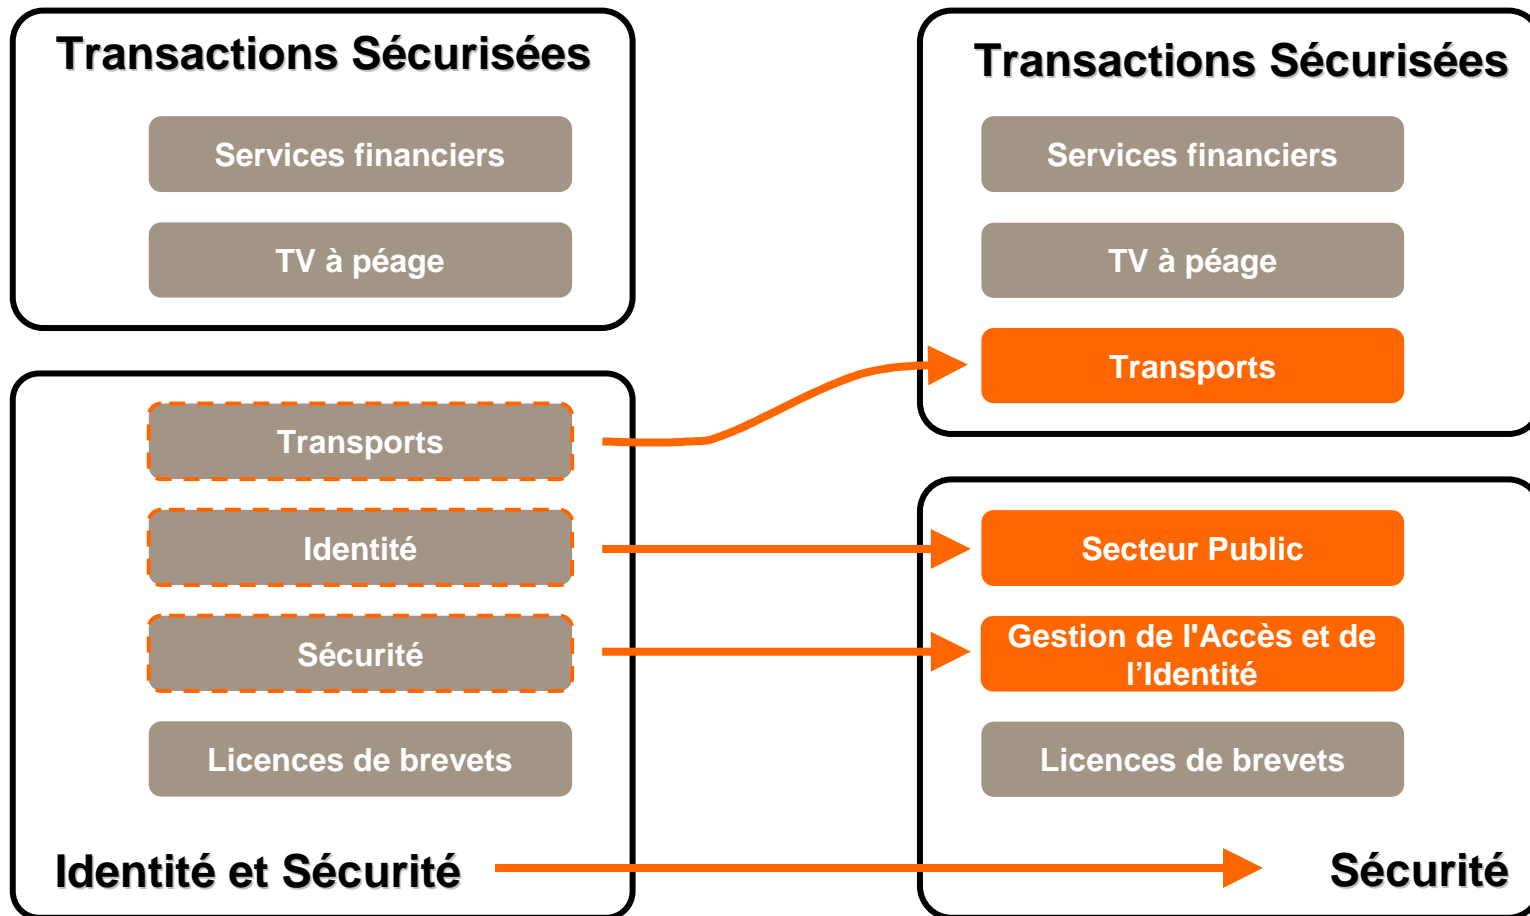 Transactions Sécurisées
Services financiers
TV à péage
Transports
Identité
Sécurité
Licences de brevets
Identité et Sécurité
Transactions Sécurisées
Services financiers
TV à péage
Transports
Secteur Public
Gestion de l'Accès et de
l’Identité
Licences de brevets
Sécurité